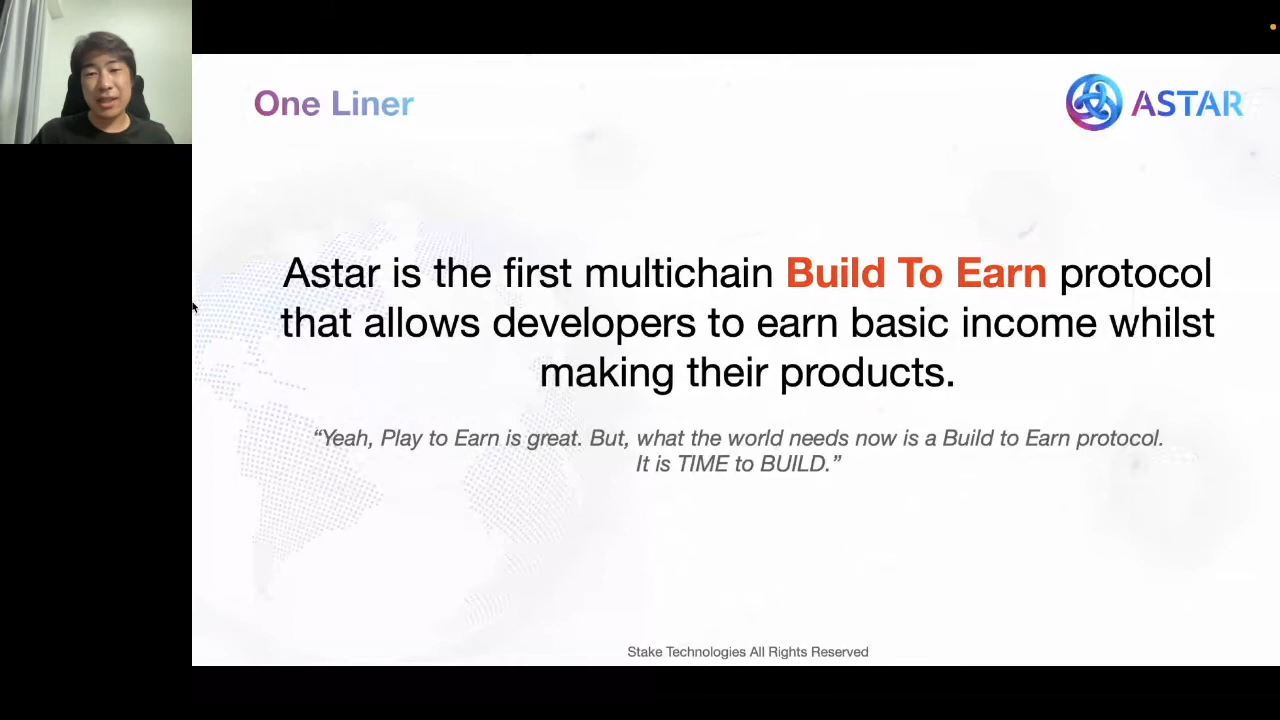 One Liner
ASTAR
Astar is the first multichain Build To Earn protocol
that allows developers to earn basic income whilst
making their products.
“Yeah, Play to Earn is great. But, what the world needs now is a Build to Earn protocol.
It is TIME to BUILD.”
Stake Technologies All Rights Reserved